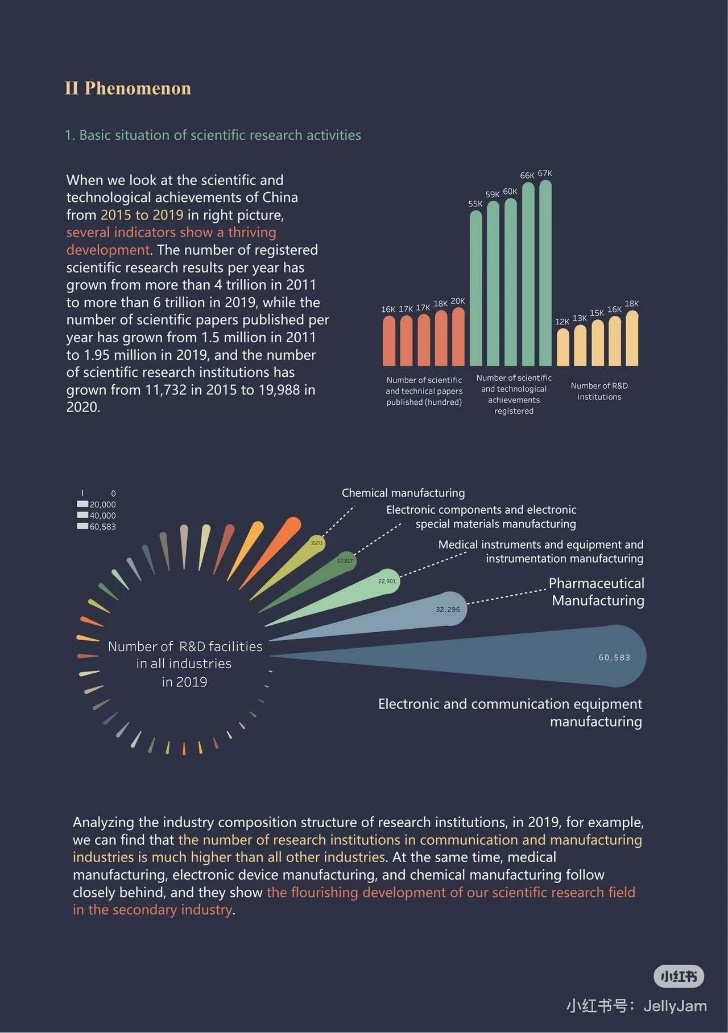 II Phenomenon
1. Basic situation of scientific research activities
When we look at the scientific and
technological achievements of China
from 2015 to 2019 in right picture,
several indicators show a thriving
development. The number of registered
scientific research results per year has
grown from more than 4 trillion in 2011
to more than 6 trillion in 2019, while the
number of scientific papers published per
year has grown from 1.5 million in 2011
to 1.95 million in 2019, and the number
of scientific research institutions has
grown from 11,732 in 2015 to 19,988 in
2020.
16K 17K 17K 18K 20K
55K 59K 60K 66K 67K
12K 13K 15K 16K 18K
Number of scientific
and technical papers
published (hundred)
Number of scientific
and technological
achievements
registered
Number of R&D
institutions
0
20,000
40,000
60,583
Chemical manufacturing
Electronic components and electronic
special materials manufacturing
Medical instruments and equipment and
instrumentation manufacturing
Pharmaceutical
Manufacturing
22,901
32,296
60,583
Number of R&D facilities
in all industries
in 2019
Electronic and communication equipment
manufacturing
Analyzing the industry composition structure of research institutions, in 2019, for example,
we can find that the number of research institutions in communication and manufacturing
industries is much higher than all other industries. At the same time, medical
manufacturing, electronic device manufacturing, and chemical manufacturing follow
closely behind, and they show the flourishing development of our scientific research field
in the secondary industry.
小红书
小红书号：JellyJam